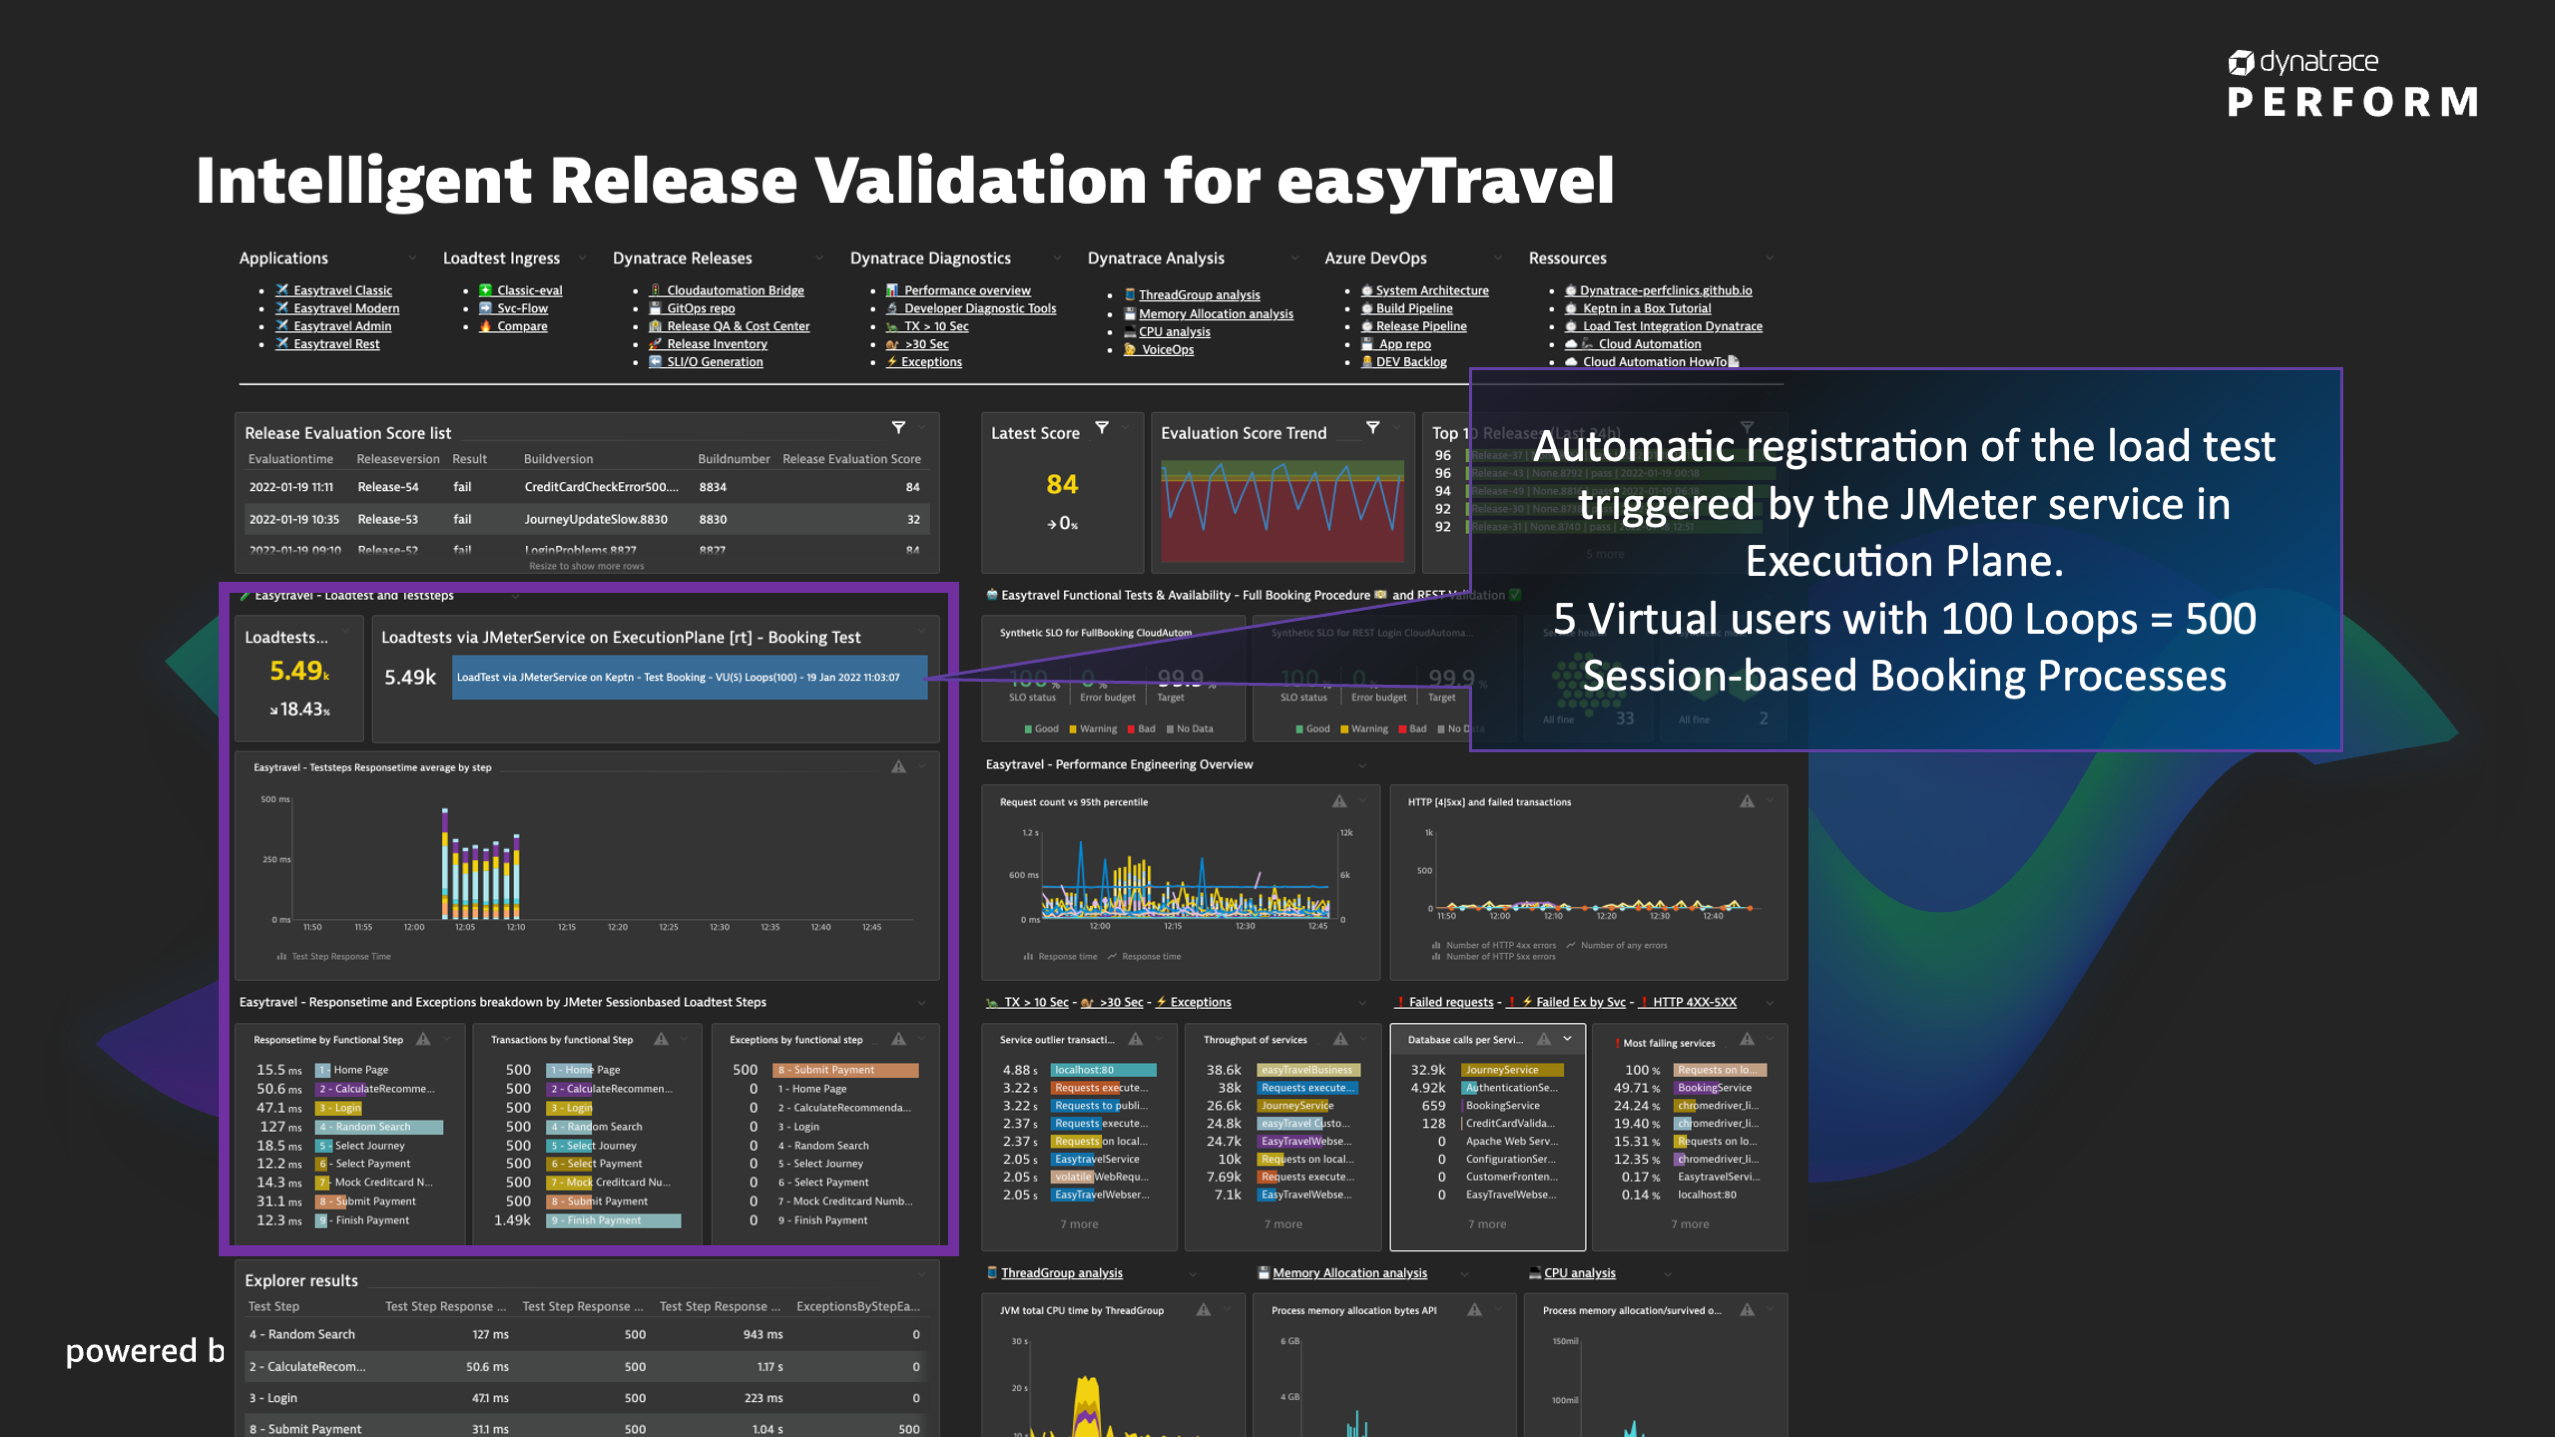 dynatrace
PERFORM
Intelligent Release Validation for easyTravel
Applications
Easytravel Classic
Easytravel Modern
Easytravel Admin
Easytravel Rest
Loadtest Ingress
Classic-eval
Svc-Flow
Compare
Dynatrace Releases
Cloudautomation Bridge
GitOps repo
Release QA & Cost Center
Release Inventory
SLI/O Generation
Dynatrace Diagnostics
Performance overview
Developer Diagnostic Tools
TX > 10 Sec
>30 Sec
Exceptions
Dynatrace Analysis
ThreadGroup analysis
Memory Allocation analysis
CPU analysis
VoiceOps
Azure DevOps
System Architecture
Build Pipeline
Release Pipeline
App repo
DEV Backlog
Ressources
Dynatrace-perfclinics.github.io
Keptn in a Box Tutorial
Load Test Integration Dynatrace
Cloud Automation
Cloud Automation HowTo
Release Evaluation Score list
Evaluationtime Releaseversion Result Buildversion Buildnumber Release Evaluation Score
2022-01-19 11:11 Release-54 fail CreditCardCheckError500.... 8834 84
2022-01-19 10:35 Release-53 fail JourneyUpdateSlow.8830 8830 32
2022-01-19 09:10 Release-52 fail LoginProblems.8827 8827 84
Resize to show more rows
Latest Score
84
→0%
Evaluation Score Trend
Top 10 Releases (Last 24h)
96 Release-37 |
96 Release-43 | None.8792 | pass | 2022-01-19 00:18
94 Release-49 |
92 Release-30 |
92 Release-31 | None.8740 | pass
5 more
Automatic registration of the load test
triggered by the JMeter service in
Execution Plane.
5 Virtual users with 100 Loops = 500
Session-based Booking Processes
Easytravel - Loadtest and Teststeps
Loadtests...
5.49k
18.43%
Loadtests via JMeterService on ExecutionPlane [rt] - Booking Test
5.49k LoadTest via JMeterService on Keptn - Test Booking - VU(5) Loops(100) - 19 Jan 2022 11:03:07
Easytravel Functional Tests & Availability - Full Booking Procedure and REST Validation
Synthetic SLO for FullBooking CloudAutom
100 % 0 % 99.9 %
SLO status Error budget Target
Good Warning Bad No Data
Synthetic SLO for REST Login CloudAutoma...
100 % 0 % 99.9 %
SLO status Error budget Target
Good Warning Bad No Data
All fine 33
All fine 2
Easytravel - Teststeps Responsetime average by step
500 ms
250 ms
0 ms
11:50 11:55 12:00 12:05 12:10 12:15 12:20 12:25 12:30 12:35 12:40 12:45
Test Step Response Time
Easytravel - Performance Engineering Overview
Request count vs 95th percentile
1.2 s 12k
600 ms 6k
0 ms 0
12:00 12:15 12:30 12:45
Response time Response time
HTTP [4|5xx] and failed transactions
1k
500
0
11:50 12:00 12:10 12:20 12:30 12:40
Number of HTTP 4xx errors Number of any errors
Number of HTTP 5xx errors
Easytravel - Responsetime and Exceptions breakdown by JMeter Sessionbased Loadtest Steps
Responsetime by Functional Step
15.5 ms 1 - Home Page
50.6 ms 2 - CalculateRecomme...
47.1 ms 3 - Login
127 ms 4 - Random Search
18.5 ms 5 - Select Journey
12.2 ms 6 - Select Payment
14.3 ms 7 - Mock Creditcard N...
31.1 ms 8 - Submit Payment
12.3 ms 9 - Finish Payment
Transactions by functional Step
500 1 - Home Page
500 2 - CalculateRecommen...
500 3 - Login
500 4 - Random Search
500 5 - Select Journey
500 6 - Select Payment
500 7 - Mock Creditcard Nu...
500 8 - Submit Payment
1.49k 9 - Finish Payment
Exceptions by functional step
500 8 - Submit Payment
0 1 - Home Page
0 2 - CalculateRecommenda...
0 3 - Login
0 4 - Random Search
0 5 - Select Journey
0 6 - Select Payment
0 7 - Mock Creditcard Numb...
0 9 - Finish Payment
TX > 10 Sec - >30 Sec - Exceptions
Service outlier transacti...
4.88 s localhost:80
3.22 s Requests execute...
3.22 s Requests to publi...
2.37 s Requests execute...
2.37 s Requests on local...
2.05 s EasytravelService
2.05 s volatile WebRequ...
2.05 s EasyTravelWebser...
7 more
Throughput of services
38.6k easyTravelBusiness
38k Requests execute...
26.6k JourneyService
24.8k easyTravel Custo...
24.7k EasyTravelWebse...
10k Requests on local...
7.69k Requests execute...
7.1k EasyTravelWebse...
7 more
Failed requests - Failed Ex by Svc - HTTP 4XX-5XX
Database calls per Servi...
32.9k JourneyService
4.92k AuthenticationSe...
659 BookingService
128 CreditCardValida...
0 Apache Web Serv...
0 ConfigurationSer...
0 CustomerFronten...
0 EasyTravelWebse...
7 more
Most failing services
100 % Requests on lo...
49.71 % BookingService
24.24 % chromedriver_li...
19.40 % chromedriver_li...
15.31 % Requests on lo...
12.35 % chromedriver_li...
0.17 % EasytravelServi...
0.14 % localhost:80
7 more
Explorer results
Test Step Test Step Response ... Test Step Response ... Test Step Response ... ExceptionsByStepEa...
4 - Random Search 127 ms 500 943 ms 0
2 - CalculateRecom... 50.6 ms 500 1.17 s 0
3 - Login 47.1 ms 500 223 ms 0
8 - Submit Payment 31.1 ms 500 1.04 s 500
ThreadGroup analysis
JVM total CPU time by ThreadGroup
30 s
20 s
10 s
Memory Allocation analysis
Process memory allocation bytes API
6 GB
4 GB
CPU analysis
Process memory allocation/survived o...
150mil
100mil
powered b